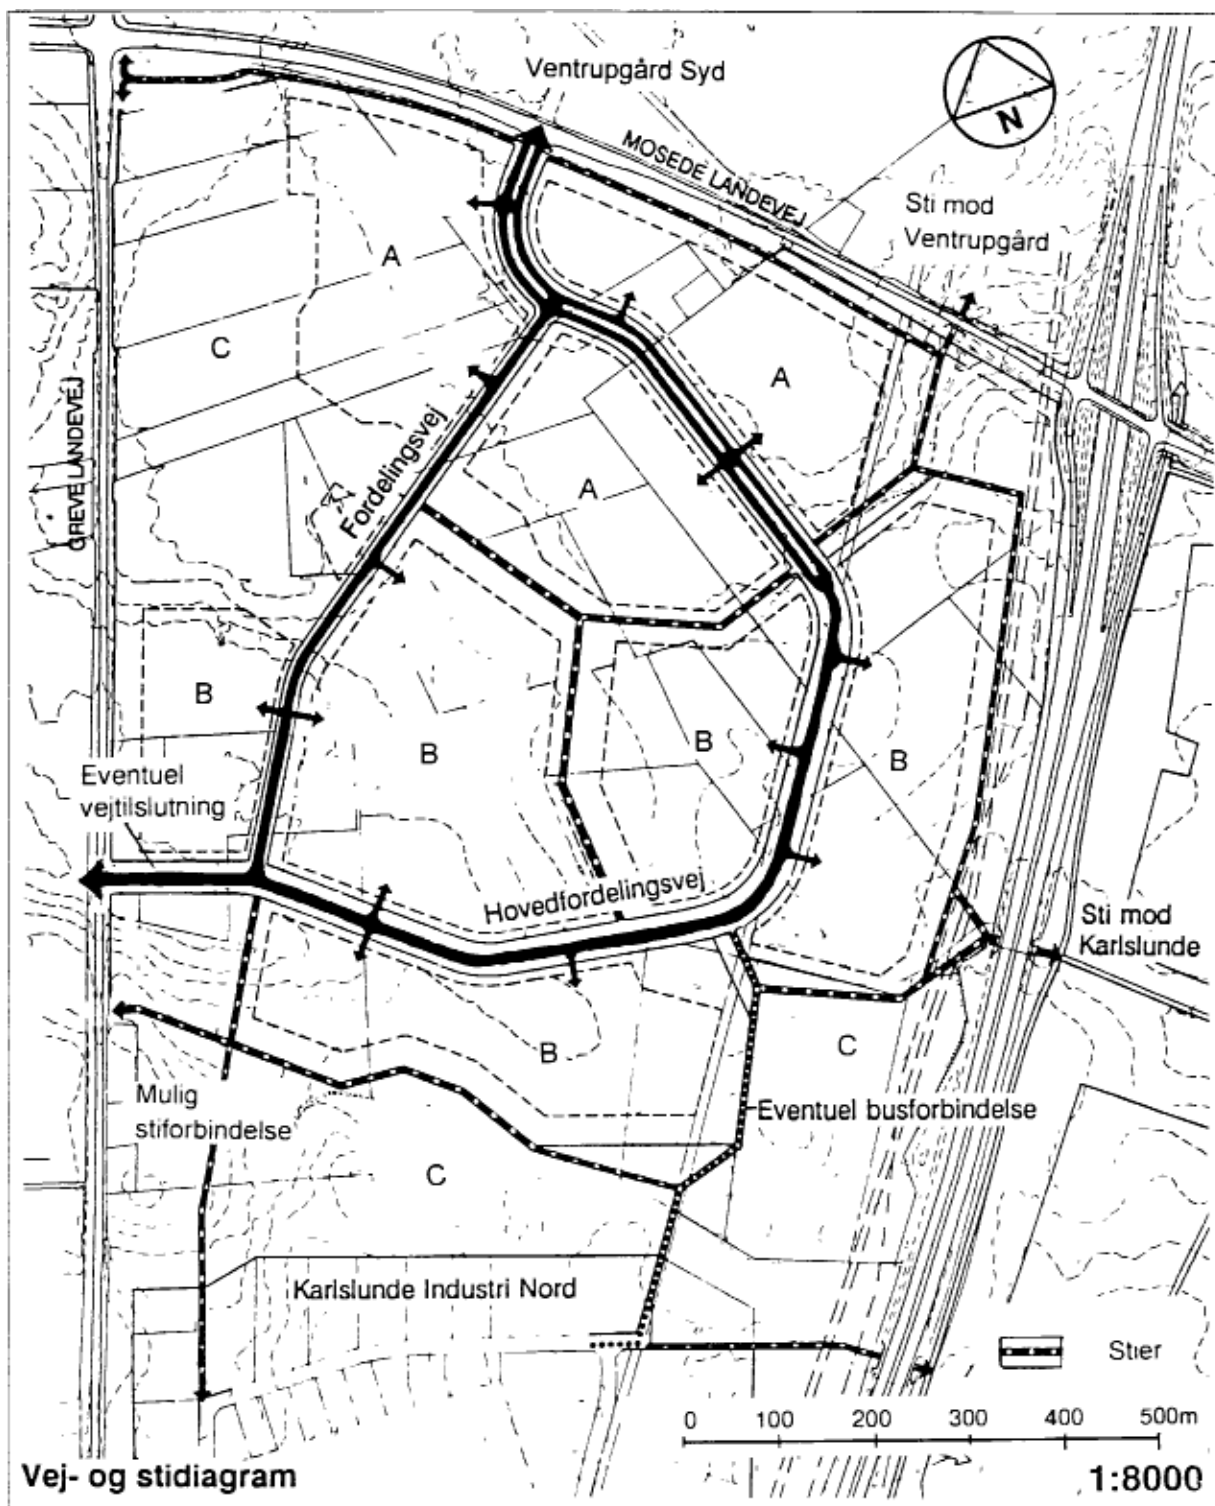 Ventrupgård Syd
N
MOSEDE LANDEVEJ
Sti mod
Ventrupgård
A
C
A
GREVE LANDEVEJ
Fordelingsvej
A
B
B
B
B
Eventuel
vejtilslutning
Hovedfordelingsvej
Sti mod
Karlslunde
B
C
Mulig
stiforbindelse
Eventuel busforbindelse
C
Karlslunde Industri Nord
Stier
0 100 200 300 400 500m
Vej- og stidiagram
1:8000